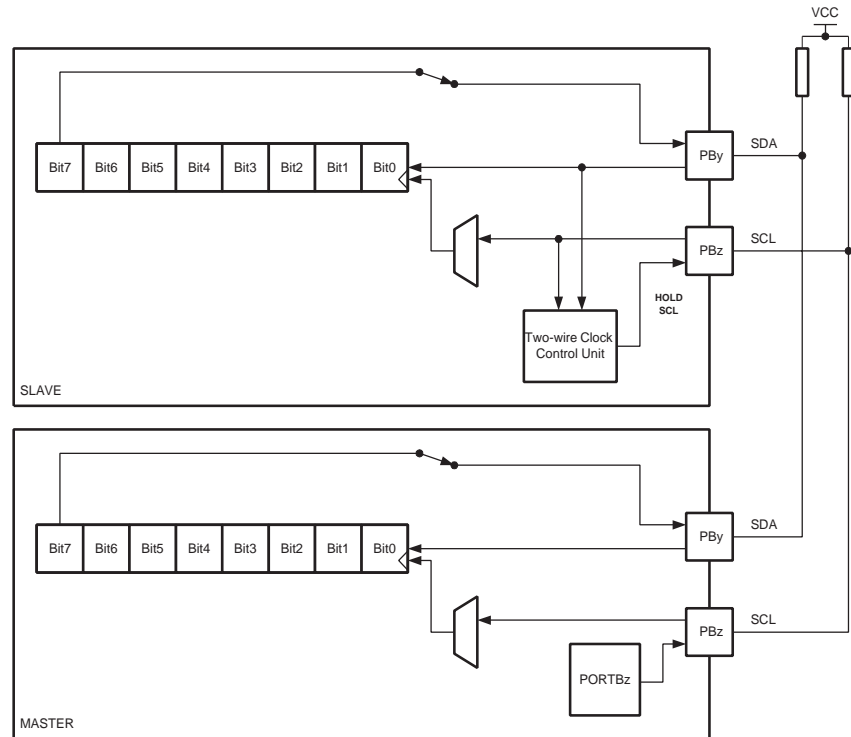 VCC
Bit7 Bit6 Bit5 Bit4 Bit3 Bit2 Bit1 Bit0
PBy
SDA
PBz
SCL
HOLD
SCL
Two-wire Clock
Control Unit
SLAVE
Bit7 Bit6 Bit5 Bit4 Bit3 Bit2 Bit1 Bit0
PBy
SDA
PBz
SCL
PORTBz
MASTER